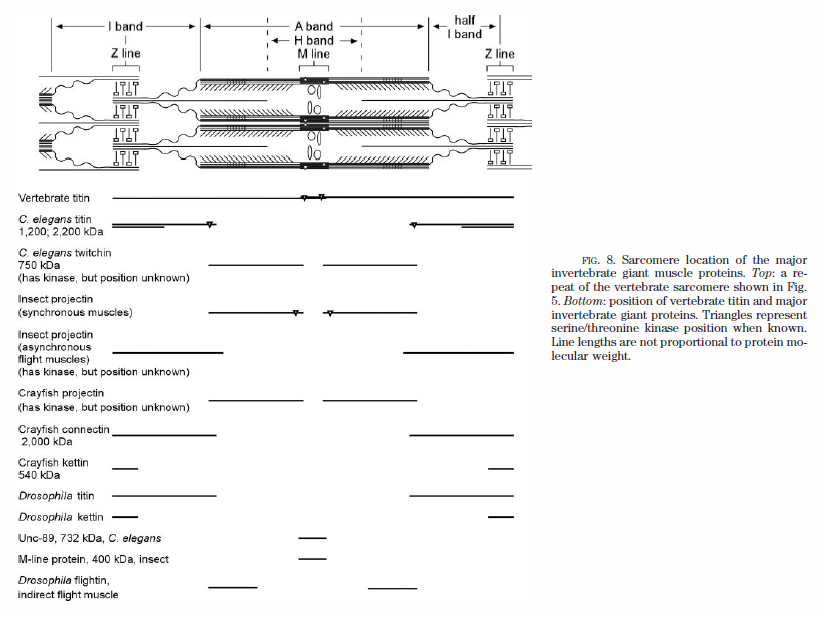 I band
A band
half
I band
H band
Z line
M line
Z line
Vertebrate titin
C. elegans titin
1,200; 2,200 kDa
C. elegans twitchin
750 kDa
(has kinase, but position unknown)
Insect projectin
(synchronous muscles)
Insect projectin
(asynchronous
flight muscles)
(has kinase, but position unknown)
Crayfish projectin
(has kinase, but position unknown)
Crayfish connectin
2,000 kDa
Crayfish kettin
540 kDa
Drosophila titin
Drosophila kettin
Unc-89, 732 kDa, C. elegans
M-line protein, 400 kDa, insect
Drosophila flightin,
indirect flight muscle
FIG. 8. Sarcomere location of the major
invertebrate giant muscle proteins. Top: a re-
peat of the vertebrate sarcomere shown in Fig.
5. Bottom: position of vertebrate titin and major
invertebrate giant proteins. Triangles represent
serine/threonine kinase position when known.
Line lengths are not proportional to protein mo-
lecular weight.